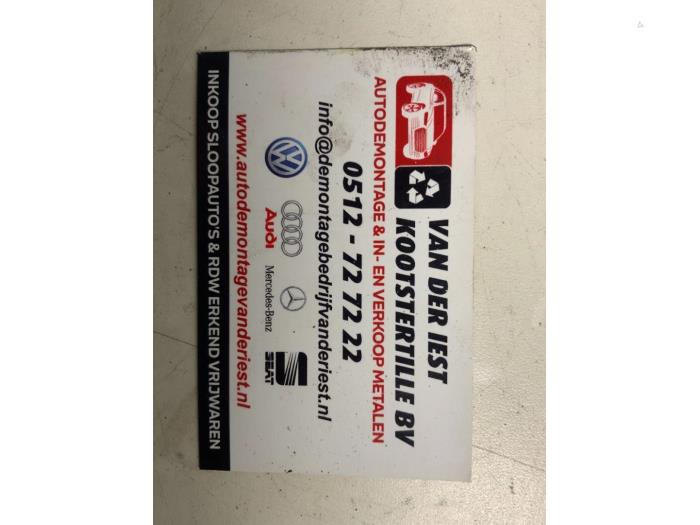 VAN DER IEST
KOOTSTERTILLE BV
AUTODEMONTAGE & IN- EN VERKOOP METALEN
0512 - 72 72 22
info@demontagebedrijfvanderiest.nl
Audi
Mercedes-Benz
SEAT
www.autodemontagevanderiest.nl
INKOOP SLOOPAUTO'S & RDW ERKEND VRIJWAREN